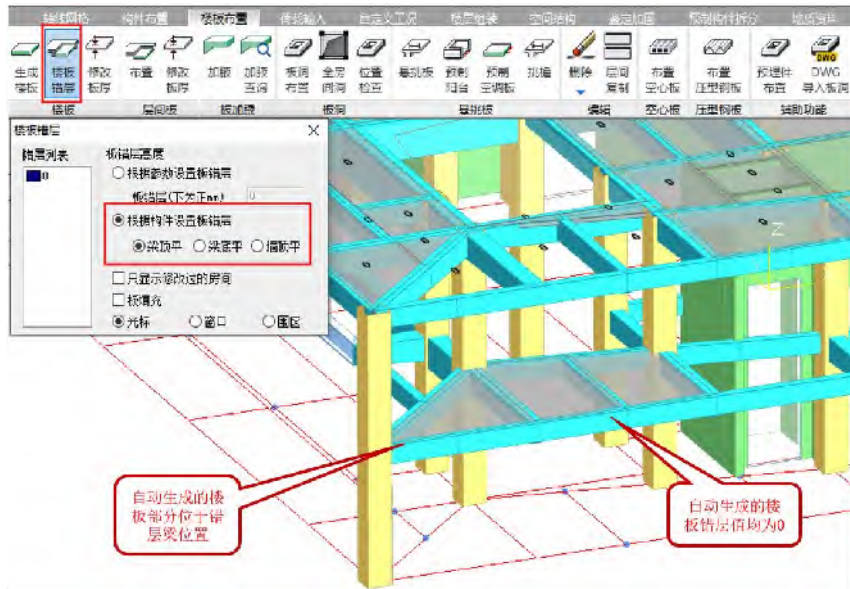 轴线网格 构件布置 楼板布置 荷载输入 自定义工况 楼层组装 空间结构 鉴定加固 预制构件拆分 地质资料
生成 楼板 修改 布置 修改 加腋 加腋 板洞 全房 位置 悬挑板 预制 预制 挑檐 删除 层间 布置 布置 预埋件 DWG
楼板 错层 板厚 板厚 查询 布置 间洞 检查 阳台 空调板 复制 空心板 压型钢板 布置 导入板洞
楼板 层间板 板加腋 板洞 悬挑板 编辑 空心板 压型钢板 辅助功能
楼板错层 X
错层列表 板错层高度
0 根据参数设置板错层
板错层(下为正mm) 0
根据构件设置板错层
梁顶平 梁底平 墙顶平
只显示修改过的房间
板填充
光标 窗口 围区
Z
自动生成的楼
板部分位于错
层梁位置
自动生成的楼
板错层值均为0